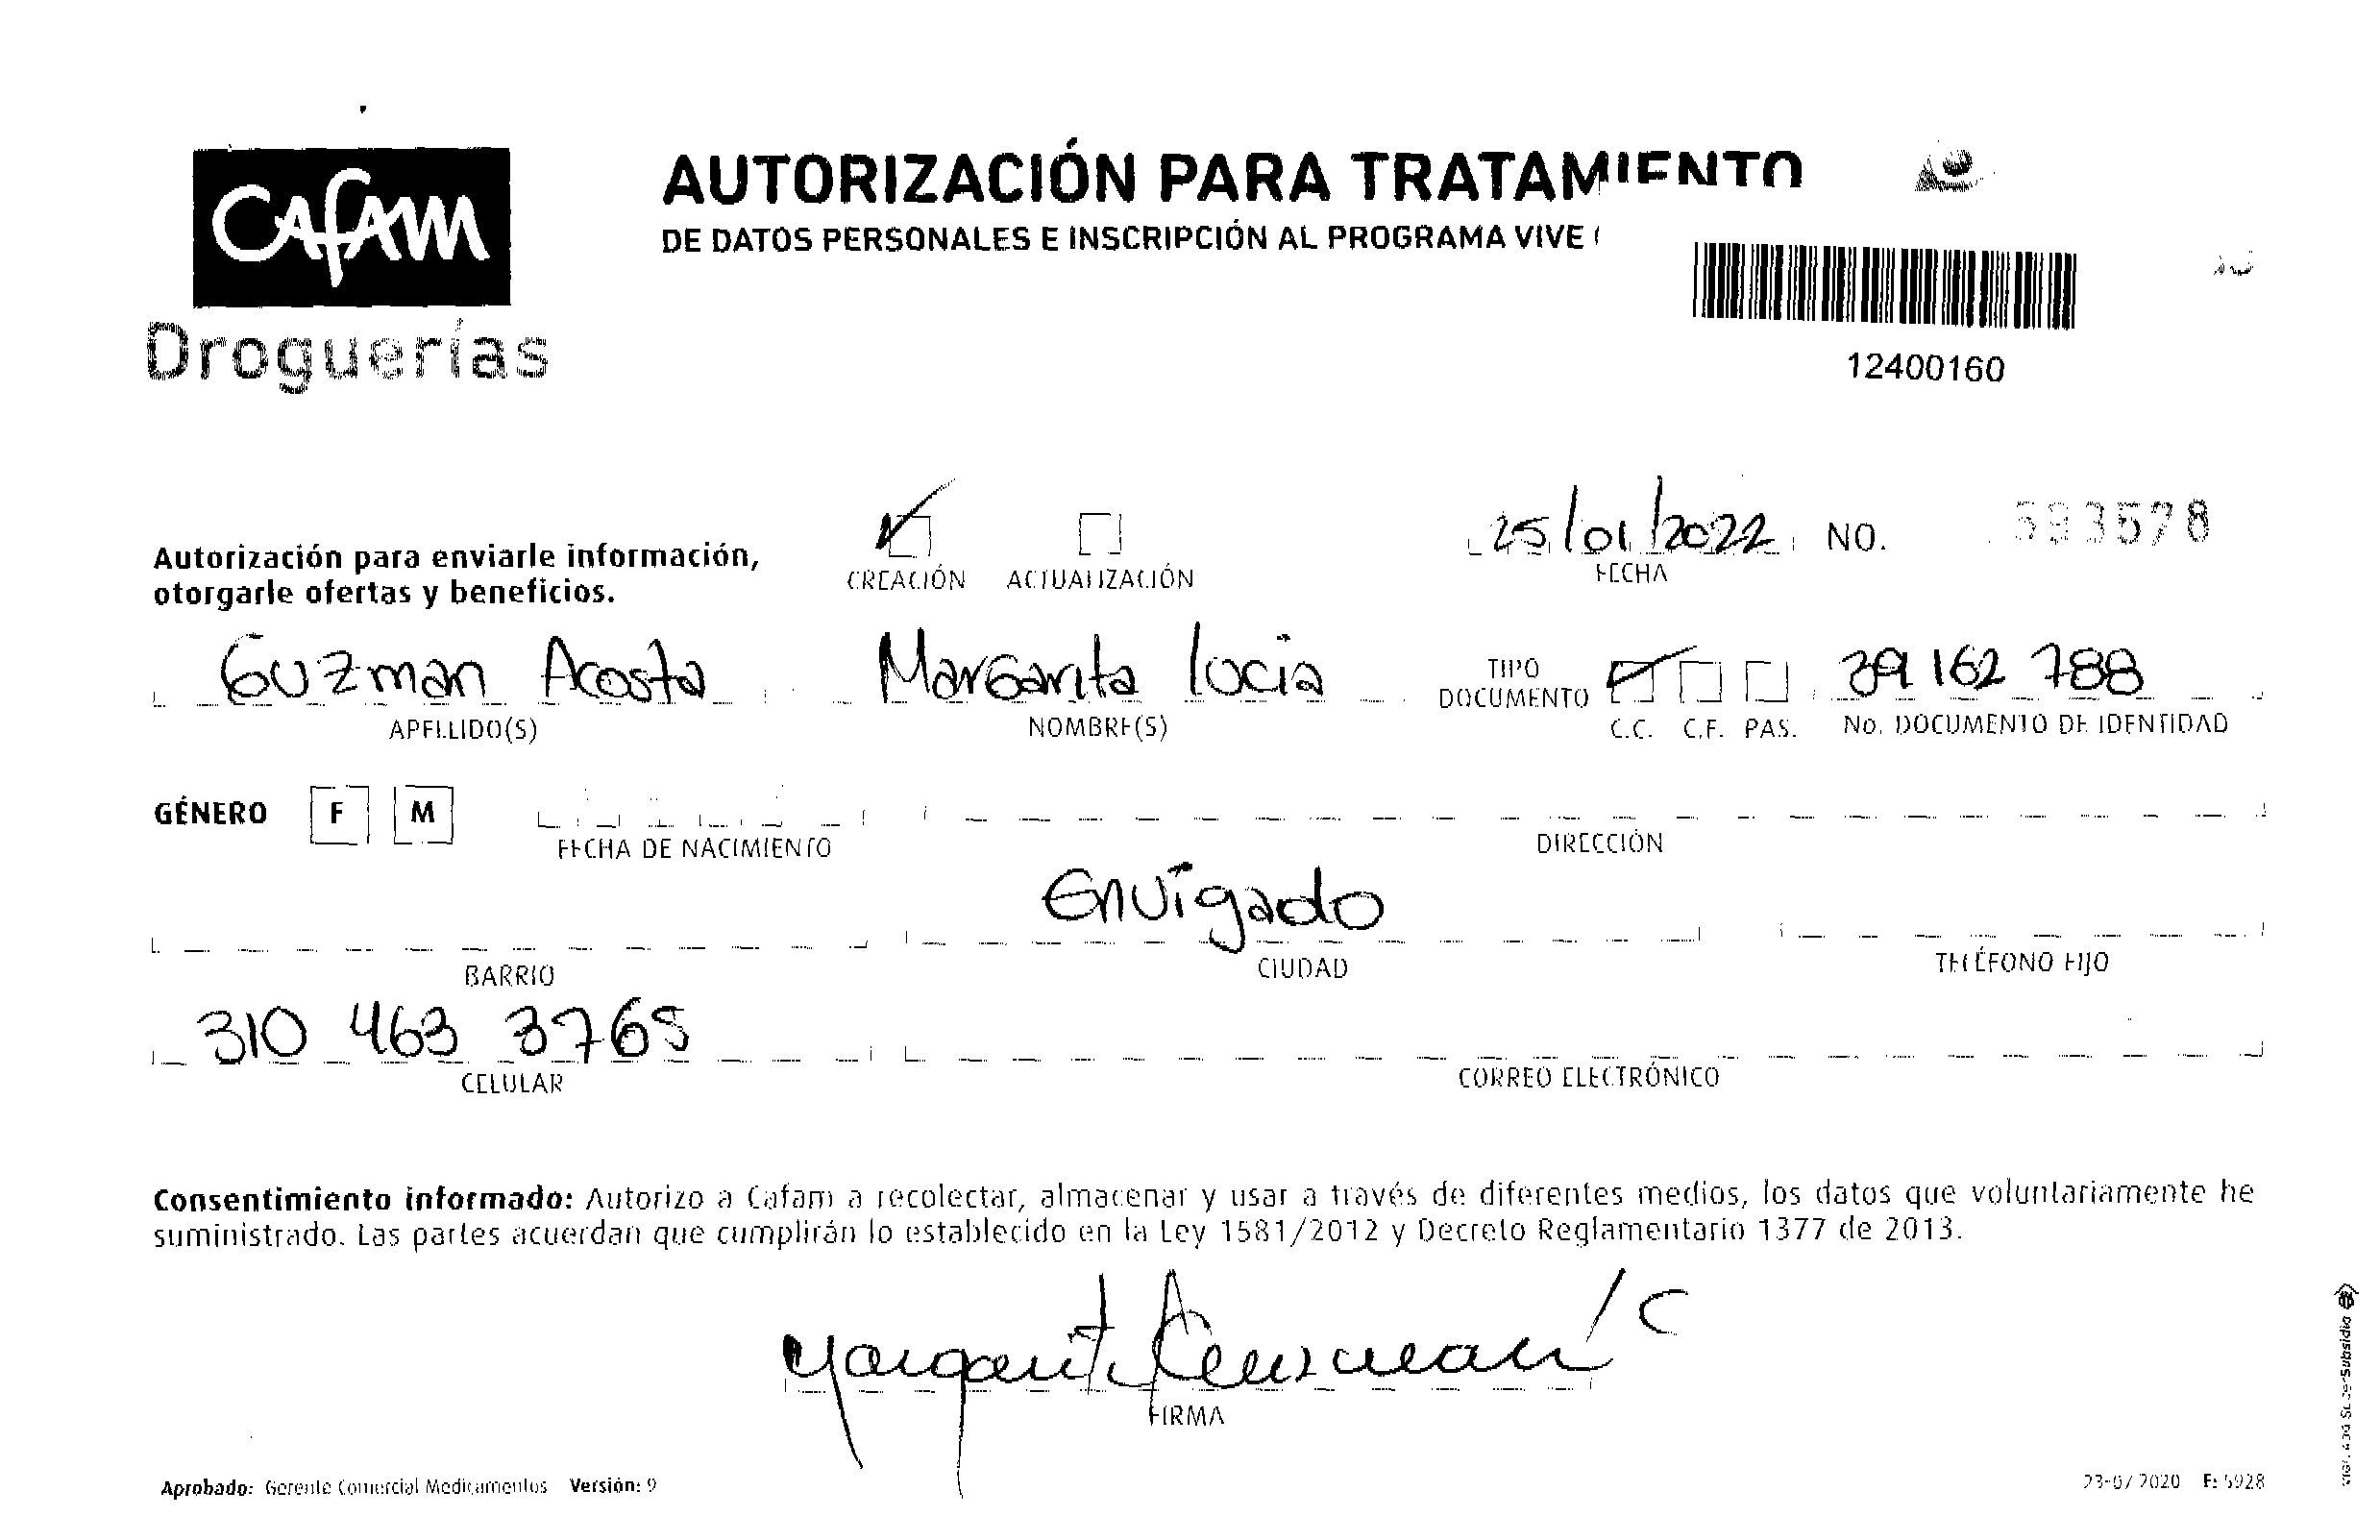 CAFAM
Droguerías
AUTORIZACIÓN PARA TRATAMIENTO
DE DATOS PERSONALES E INSCRIPCIÓN AL PROGRAMA VIVE
12400160
Autorización para enviarle información,
otorgarle ofertas y beneficios.
CREACIÓN ACTUALIZACIÓN
25/01/2022 NO. 593578
FECHA
Guzman Acosta Margarita lucia TIPO DOCUMENTO 39 162 788
APELLIDO(S) NOMBRE(S) C.C. C.E. PAS. No. DOCUMENTO DE IDENTIDAD
GÉNERO F M
FECHA DE NACIMIENTO DIRECCIÓN
Envigado
BARRIO CIUDAD TELÉFONO FIJO
310 463 3765
CELULAR CORREO ELECTRÓNICO
Consentimiento informado: Autorizo a Cafam a recolectar, almacenar y usar a través de diferentes medios, los datos que voluntariamente he
suministrado. Las partes acuerdan que cumplirán lo establecido en la Ley 1581/2012 y Decreto Reglamentario 1377 de 2013.
Margarita Guzman
FIRMA
Aprobado: Gerente Comercial Medicamentos Versión: 9
23-07 2020 F: 5928